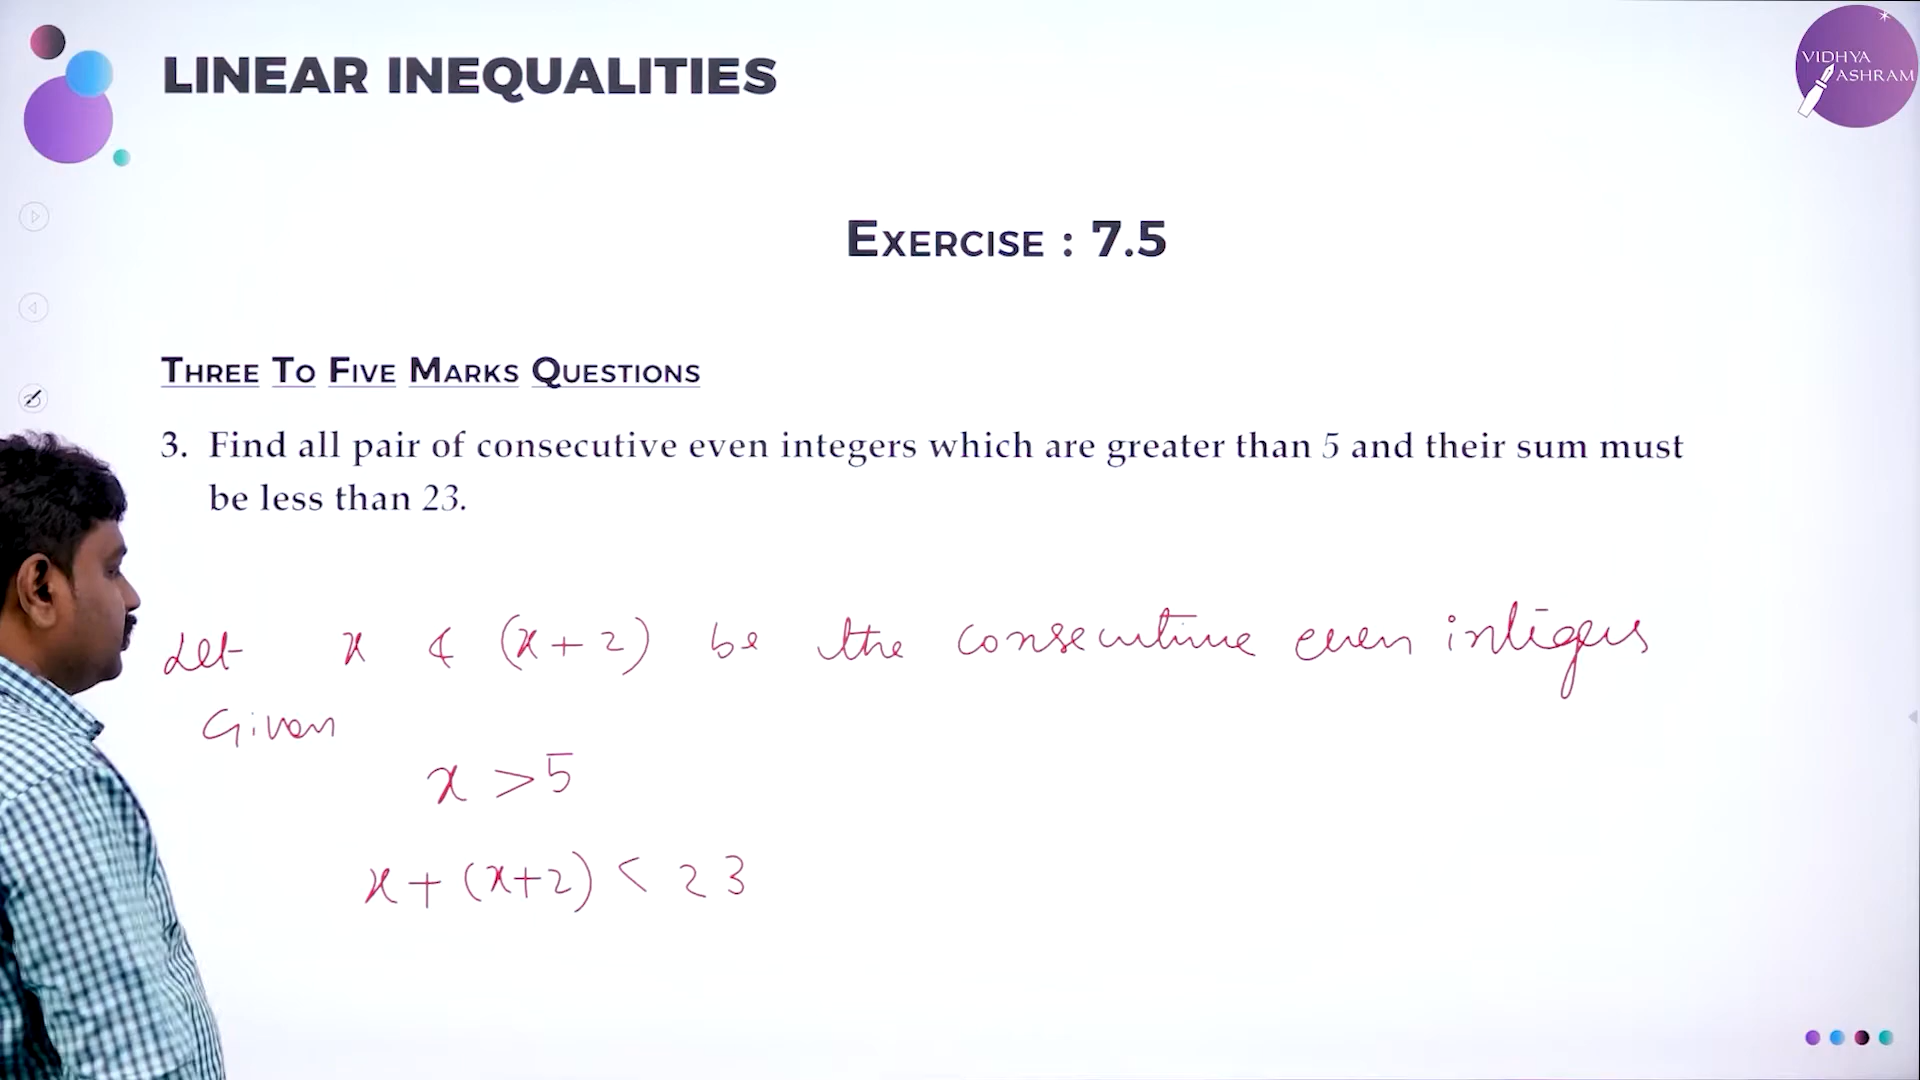 LINEAR INEQUALITIES
VIDHYA
ASHRAM
EXERCISE : 7.5
THREE TO FIVE MARKS QUESTIONS
3. Find all pair of consecutive even integers which are greater than 5 and their sum must
be less than 23.
Let x & (x+2) be the consecutive even integers
Given
x > 5
x + (x+2) < 23